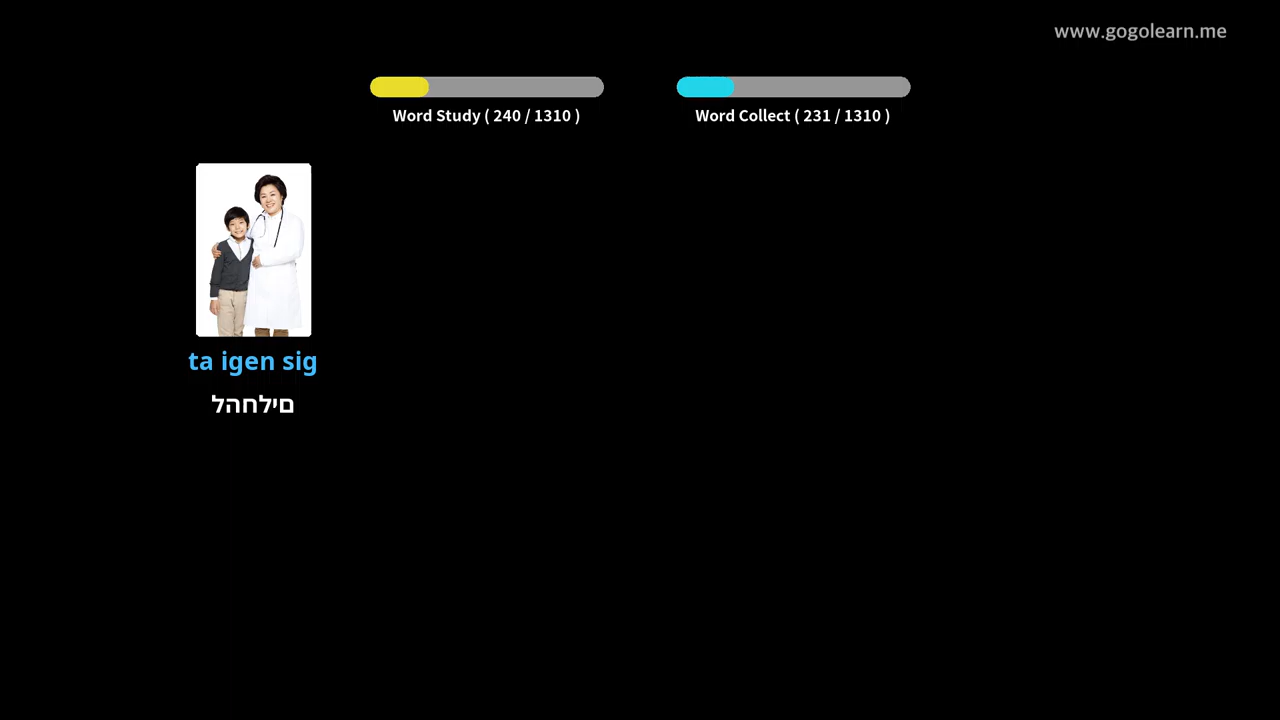 www.gogolearn.me
Word Study ( 240 / 1310 )
Word Collect ( 231 / 1310 )
ta igen sig
םילחהל